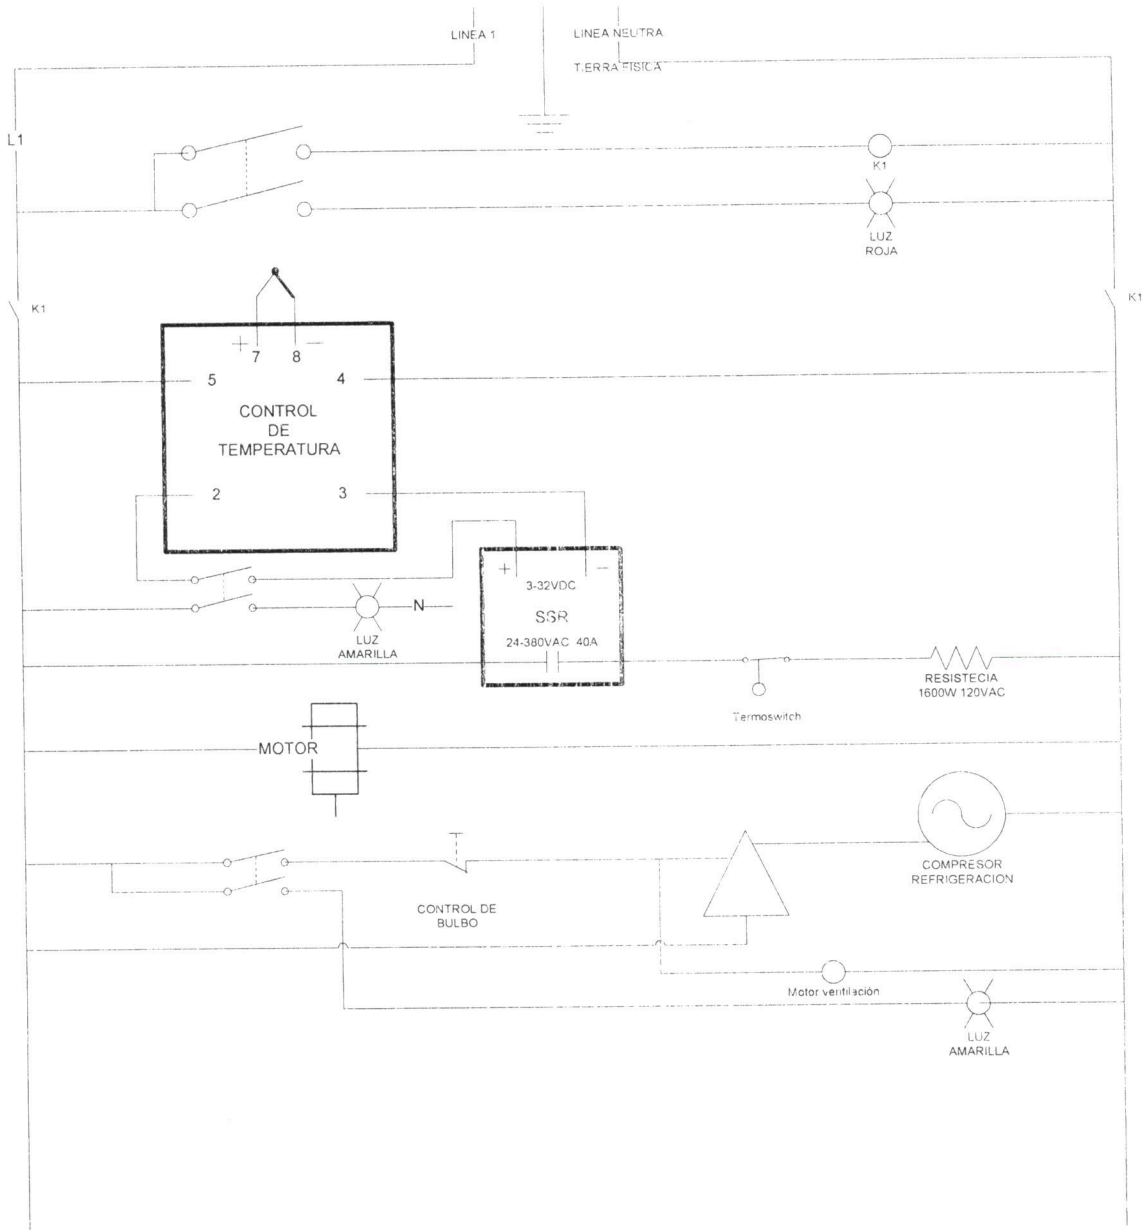 LINEA 1
LINEA NEUTRA
TIERRA FISICA
L1
K1
LUZ
ROJA
K1
K1
+ 7 8 −
5 4
CONTROL
DE
TEMPERATURA
2 3
+ −
3-32VDC
SSR
24-380VAC 40A
N
LUZ
AMARILLA
RESISTECIA
1600W 120VAC
Termoswitch
MOTOR
COMPRESOR
REFRIGERACION
CONTROL DE
BULBO
Motor ventilación
LUZ
AMARILLA